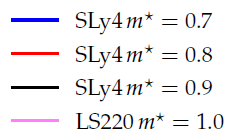 SLy4 m* = 0.7
SLy4 m* = 0.8
SLy4 m* = 0.9
LS220 m* = 1.0